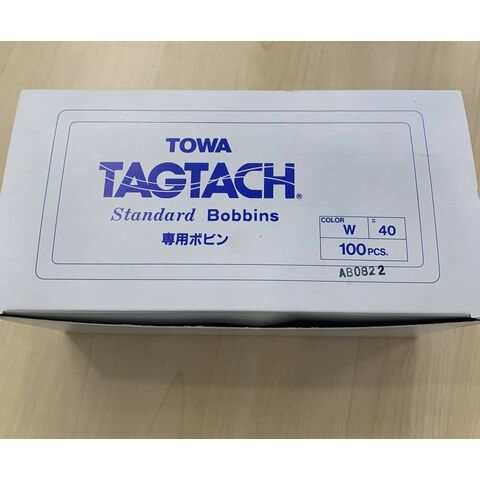 TOWA
TAGTACH®
Standard Bobbins
専用ボビン
COLOR W # 40
100 PCS.
AB0822